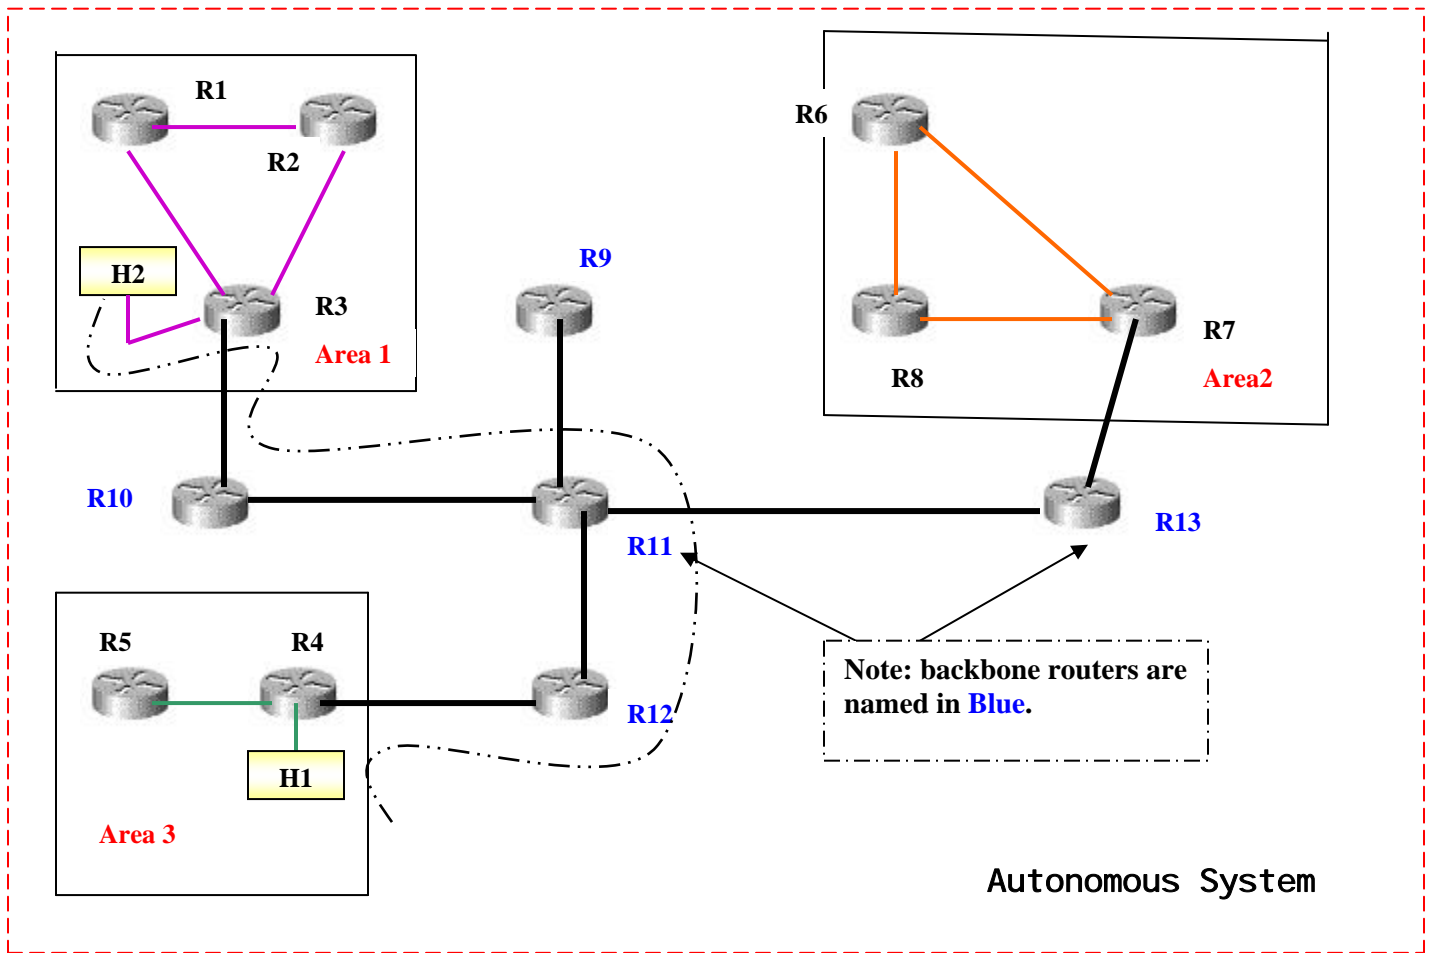 R1
R2
H2
R3
Area 1
R6
R9
R7
R8
Area2
R10
R11
R13
R5
R4
R12
H1
Area 3
Note: backbone routers are
named in Blue.
Autonomous System